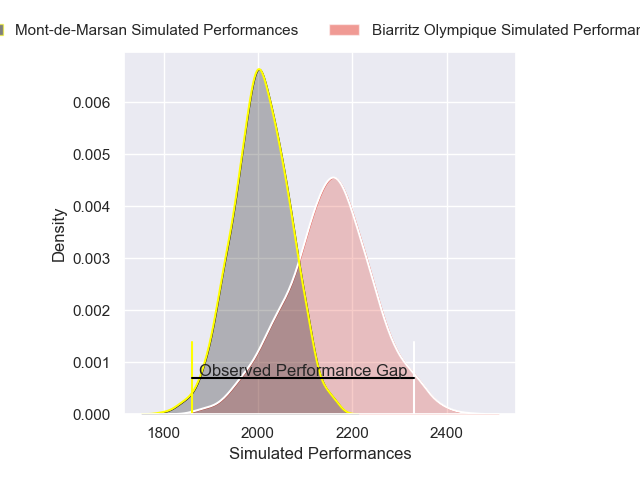 Mont-de-Marsan Simulated Performances
Biarritz Olympique Simulated Performan
0.006
0.005
0.004
0.003
0.002
0.001
0.000
Density
Observed Performance Gap
1800
2000
2200
2400
Simulated Performances